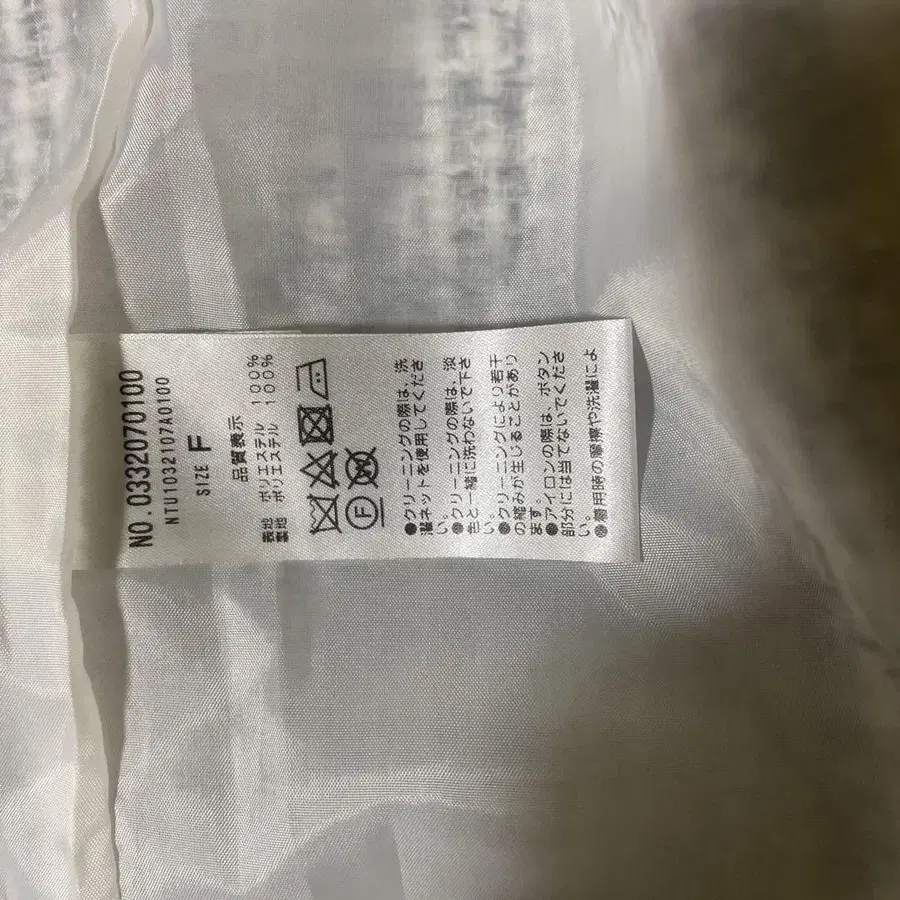 NO.0332070100
NTU1032107A0100
SIZE F
品質表示
表地 ポリエステル 100%
裏地 ポリエステル 100%
F
●クリーニングの際は、洗
濯ネットを使用してくださ
い。
●クリーニングの際は、淡
色と一緒に洗わないで下さ
い。
●クリーニングにより若干
の縮みが生じることがあり
ます。
●アイロンの際は、ボタン
部分には当てないでくださ
い。
●着用時の摩擦や洗濯によ